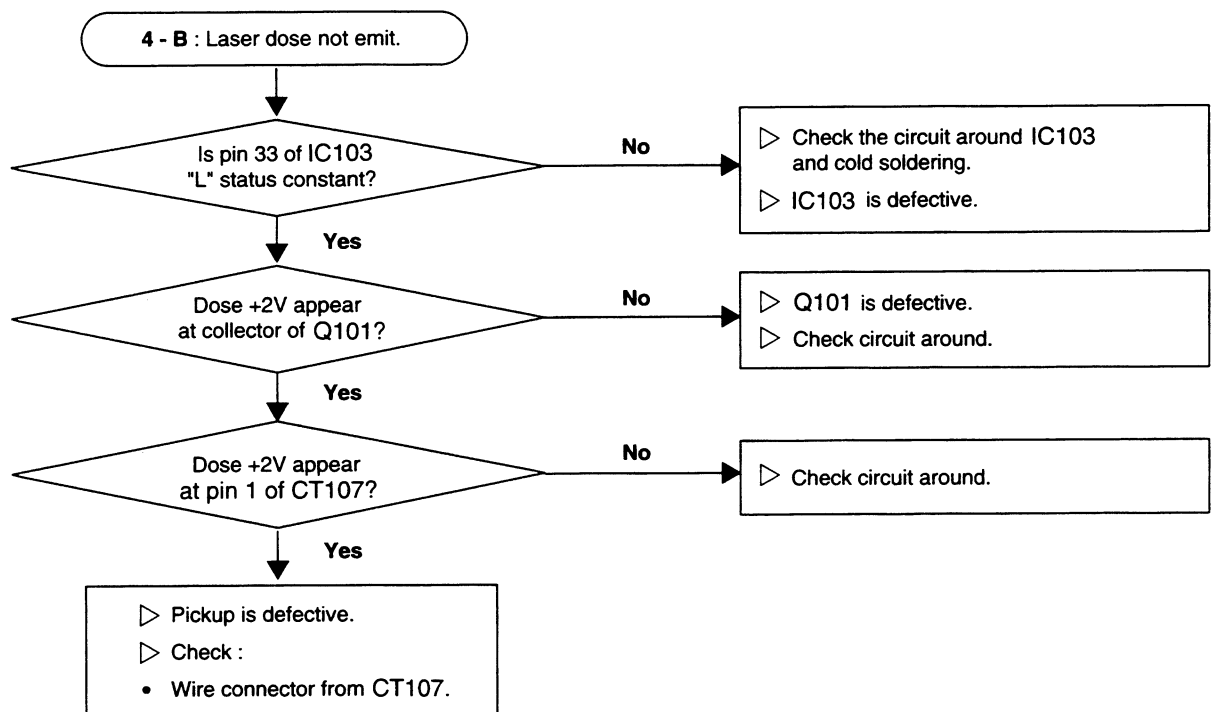 4 - B : Laser dose not emit.
Is pin 33 of IC103
"L" status constant?
No
▷ Check the circuit around IC103
and cold soldering.
▷ IC103 is defective.
Yes
Dose +2V appear
at collector of Q101?
No
▷ Q101 is defective.
▷ Check circuit around.
Yes
Dose +2V appear
at pin 1 of CT107?
No
▷ Check circuit around.
Yes
▷ Pickup is defective.
▷ Check :
• Wire connector from CT107.